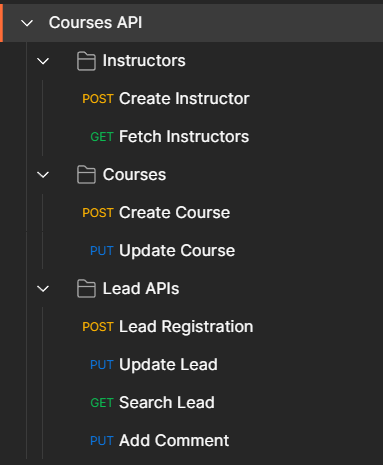 Courses API
Instructors
POST Create Instructor
GET Fetch Instructors
Courses
POST Create Course
PUT Update Course
Lead APIs
POST Lead Registration
PUT Update Lead
GET Search Lead
PUT Add Comment